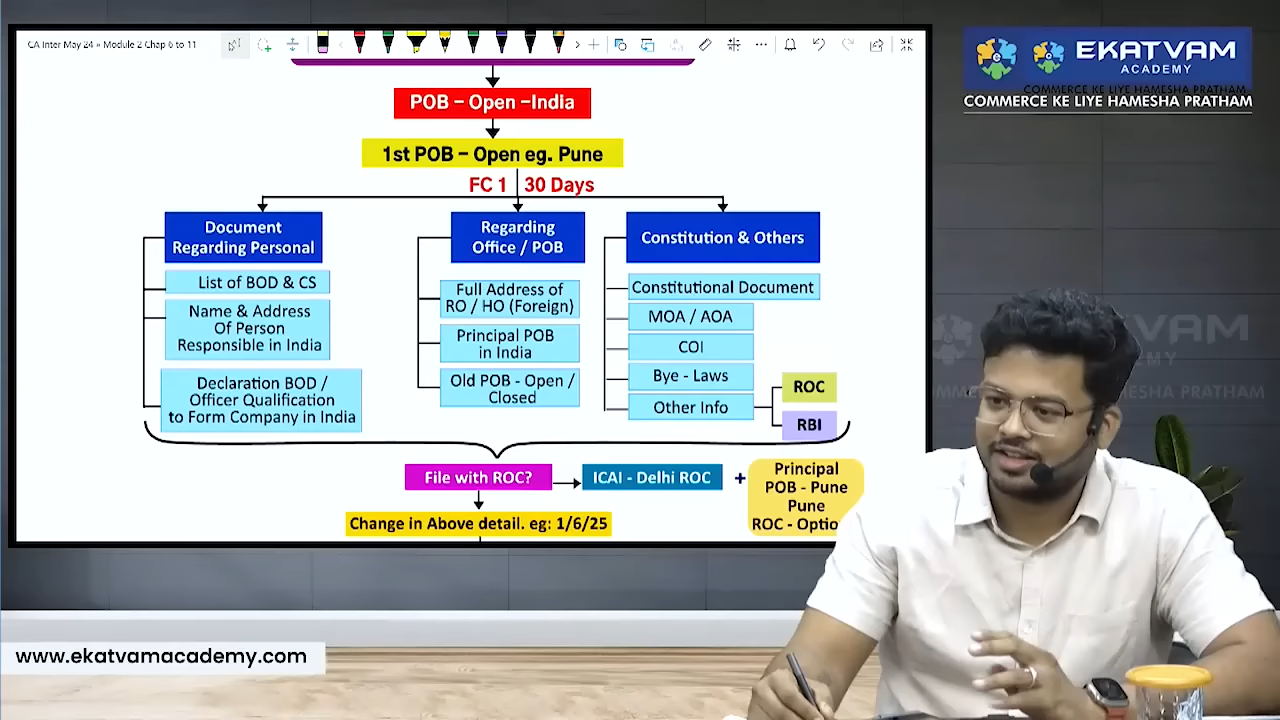 CA Inter May 24 » Module 2 Chap 6 to 11
POB – Open –India
1st POB – Open eg. Pune
FC 1 30 Days
Document
Regarding Personal
List of BOD & CS
Name & Address
Of Person
Responsible in India
Declaration BOD /
Officer Qualification
to Form Company in India
Regarding
Office / POB
Full Address of
RO / HO (Foreign)
Principal POB
in India
Old POB - Open /
Closed
Constitution & Others
Constitutional Document
MOA / AOA
COI
Bye - Laws
Other Info
ROC
RBI
File with ROC?
ICAI - Delhi ROC
+
Principal
POB - Pune
Pune
ROC - Optio
Change in Above detail. eg: 1/6/25
EKATVAM
ACADEMY
COMMERCE KE LIYE HAMESHA PRATHAM
COMMERCE KE LIYE HAMESHA PRATHAM
www.ekatvamacademy.com